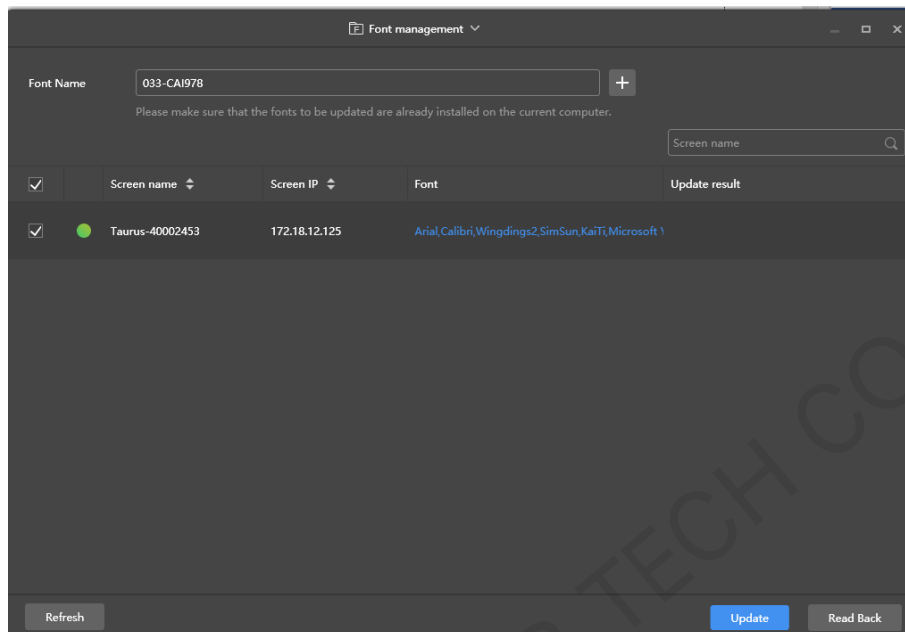 Font management
Font Name 033-CAI978 +
Please make sure that the fonts to be updated are already installed on the current computer.
Screen name
Screen name Screen IP Font Update result
Taurus-40002453 172.18.12.125 Arial,Calibri,Wingdings2,SimSun,KaiTi,Microsoft
TECH
Refresh Update Read Back